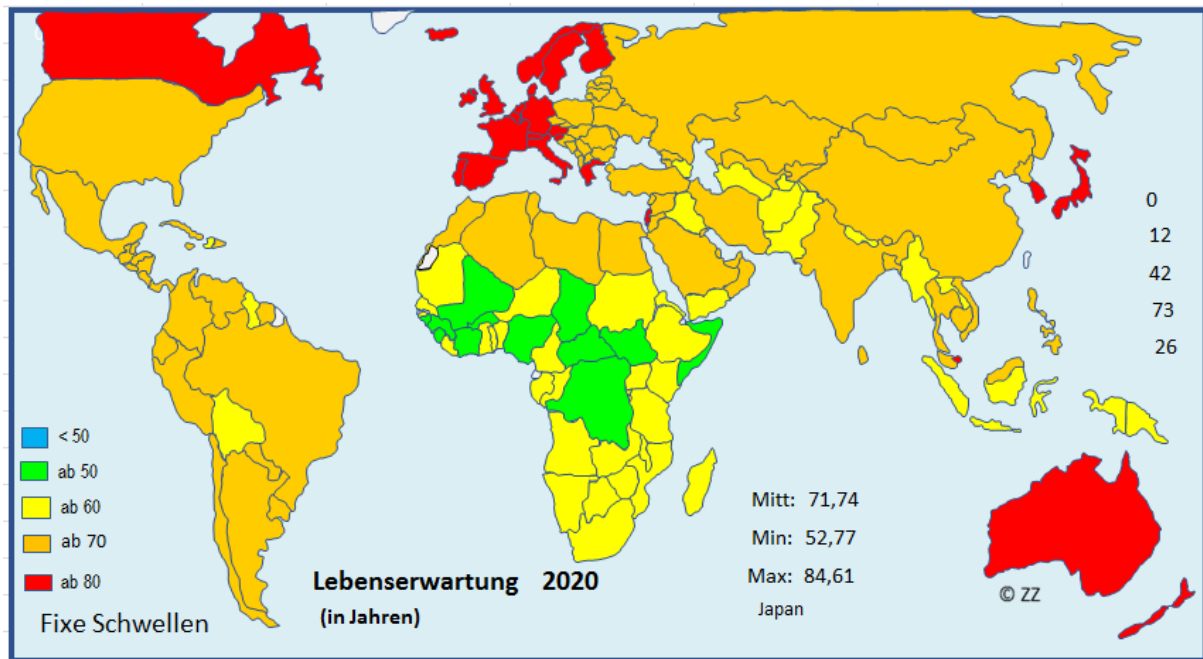 0
12
42
73
26
< 50
ab 50
ab 60
ab 70
ab 80
Mitt: 71,74
Min: 52,77
Max: 84,61
Japan
Lebenserwartung 2020
(in Jahren)
© ZZ
Fixe Schwellen